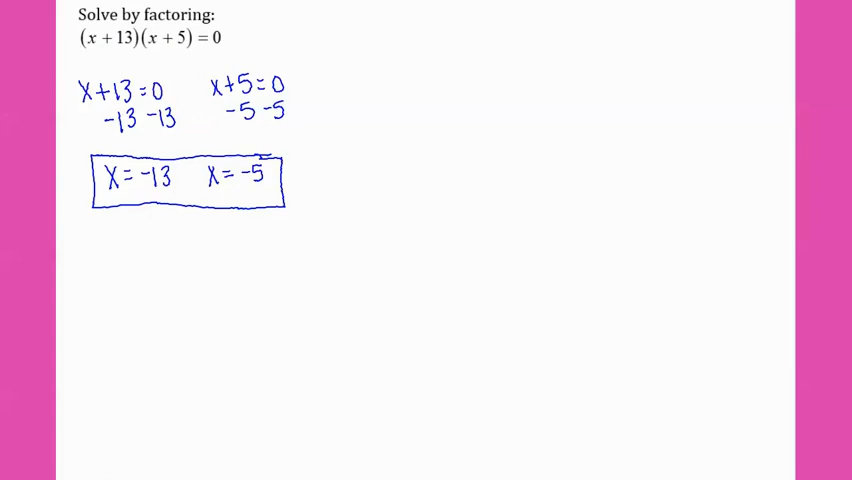 Solve by factoring:
(x + 13)(x + 5) = 0
x+13=0 x+5=0
-13 -13 -5 -5
x=-13 x=-5